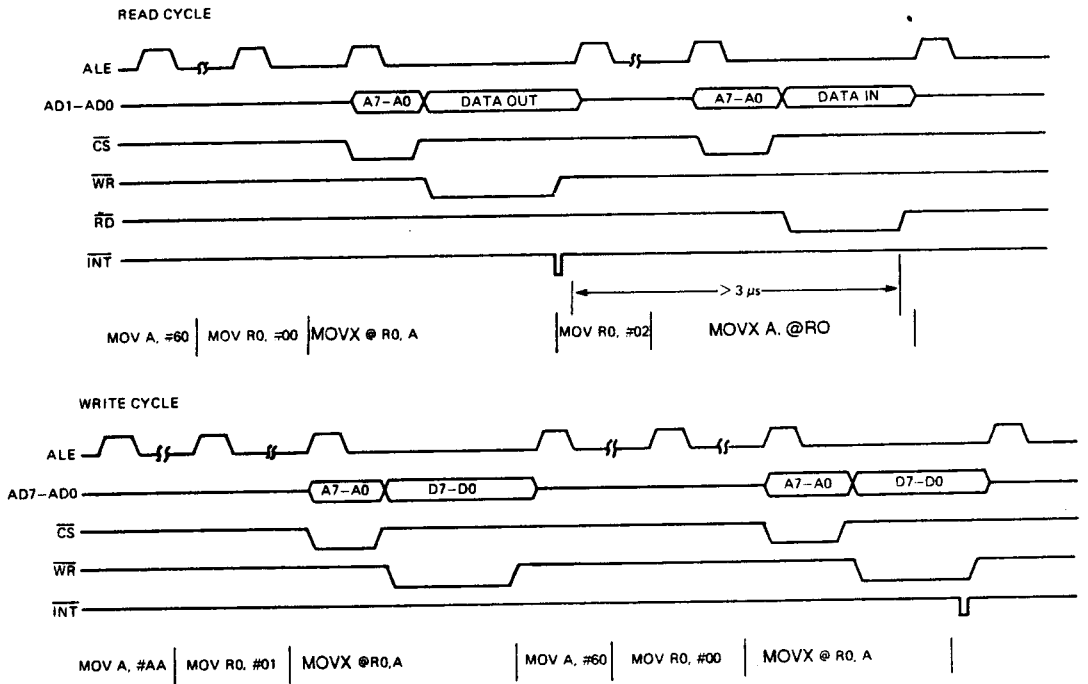 READ CYCLE
ALE
AD1-AD0
A7-A0
DATA OUT
A7-A0
DATA IN
CS
WR
RD
INT
> 3 μs
MOV A, #60
MOV R0, =00
MOVX @ R0, A
MOV R0, #02
MOVX A. @RO
WRITE CYCLE
ALE
AD7-AD0
A7-A0
D7-D0
A7-A0
D7-D0
CS
WR
INT
MOV A, #AA
MOV R0, #01
MOVX @R0,A
MOV A, #60
MOV R0, #00
MOVX @ R0, A